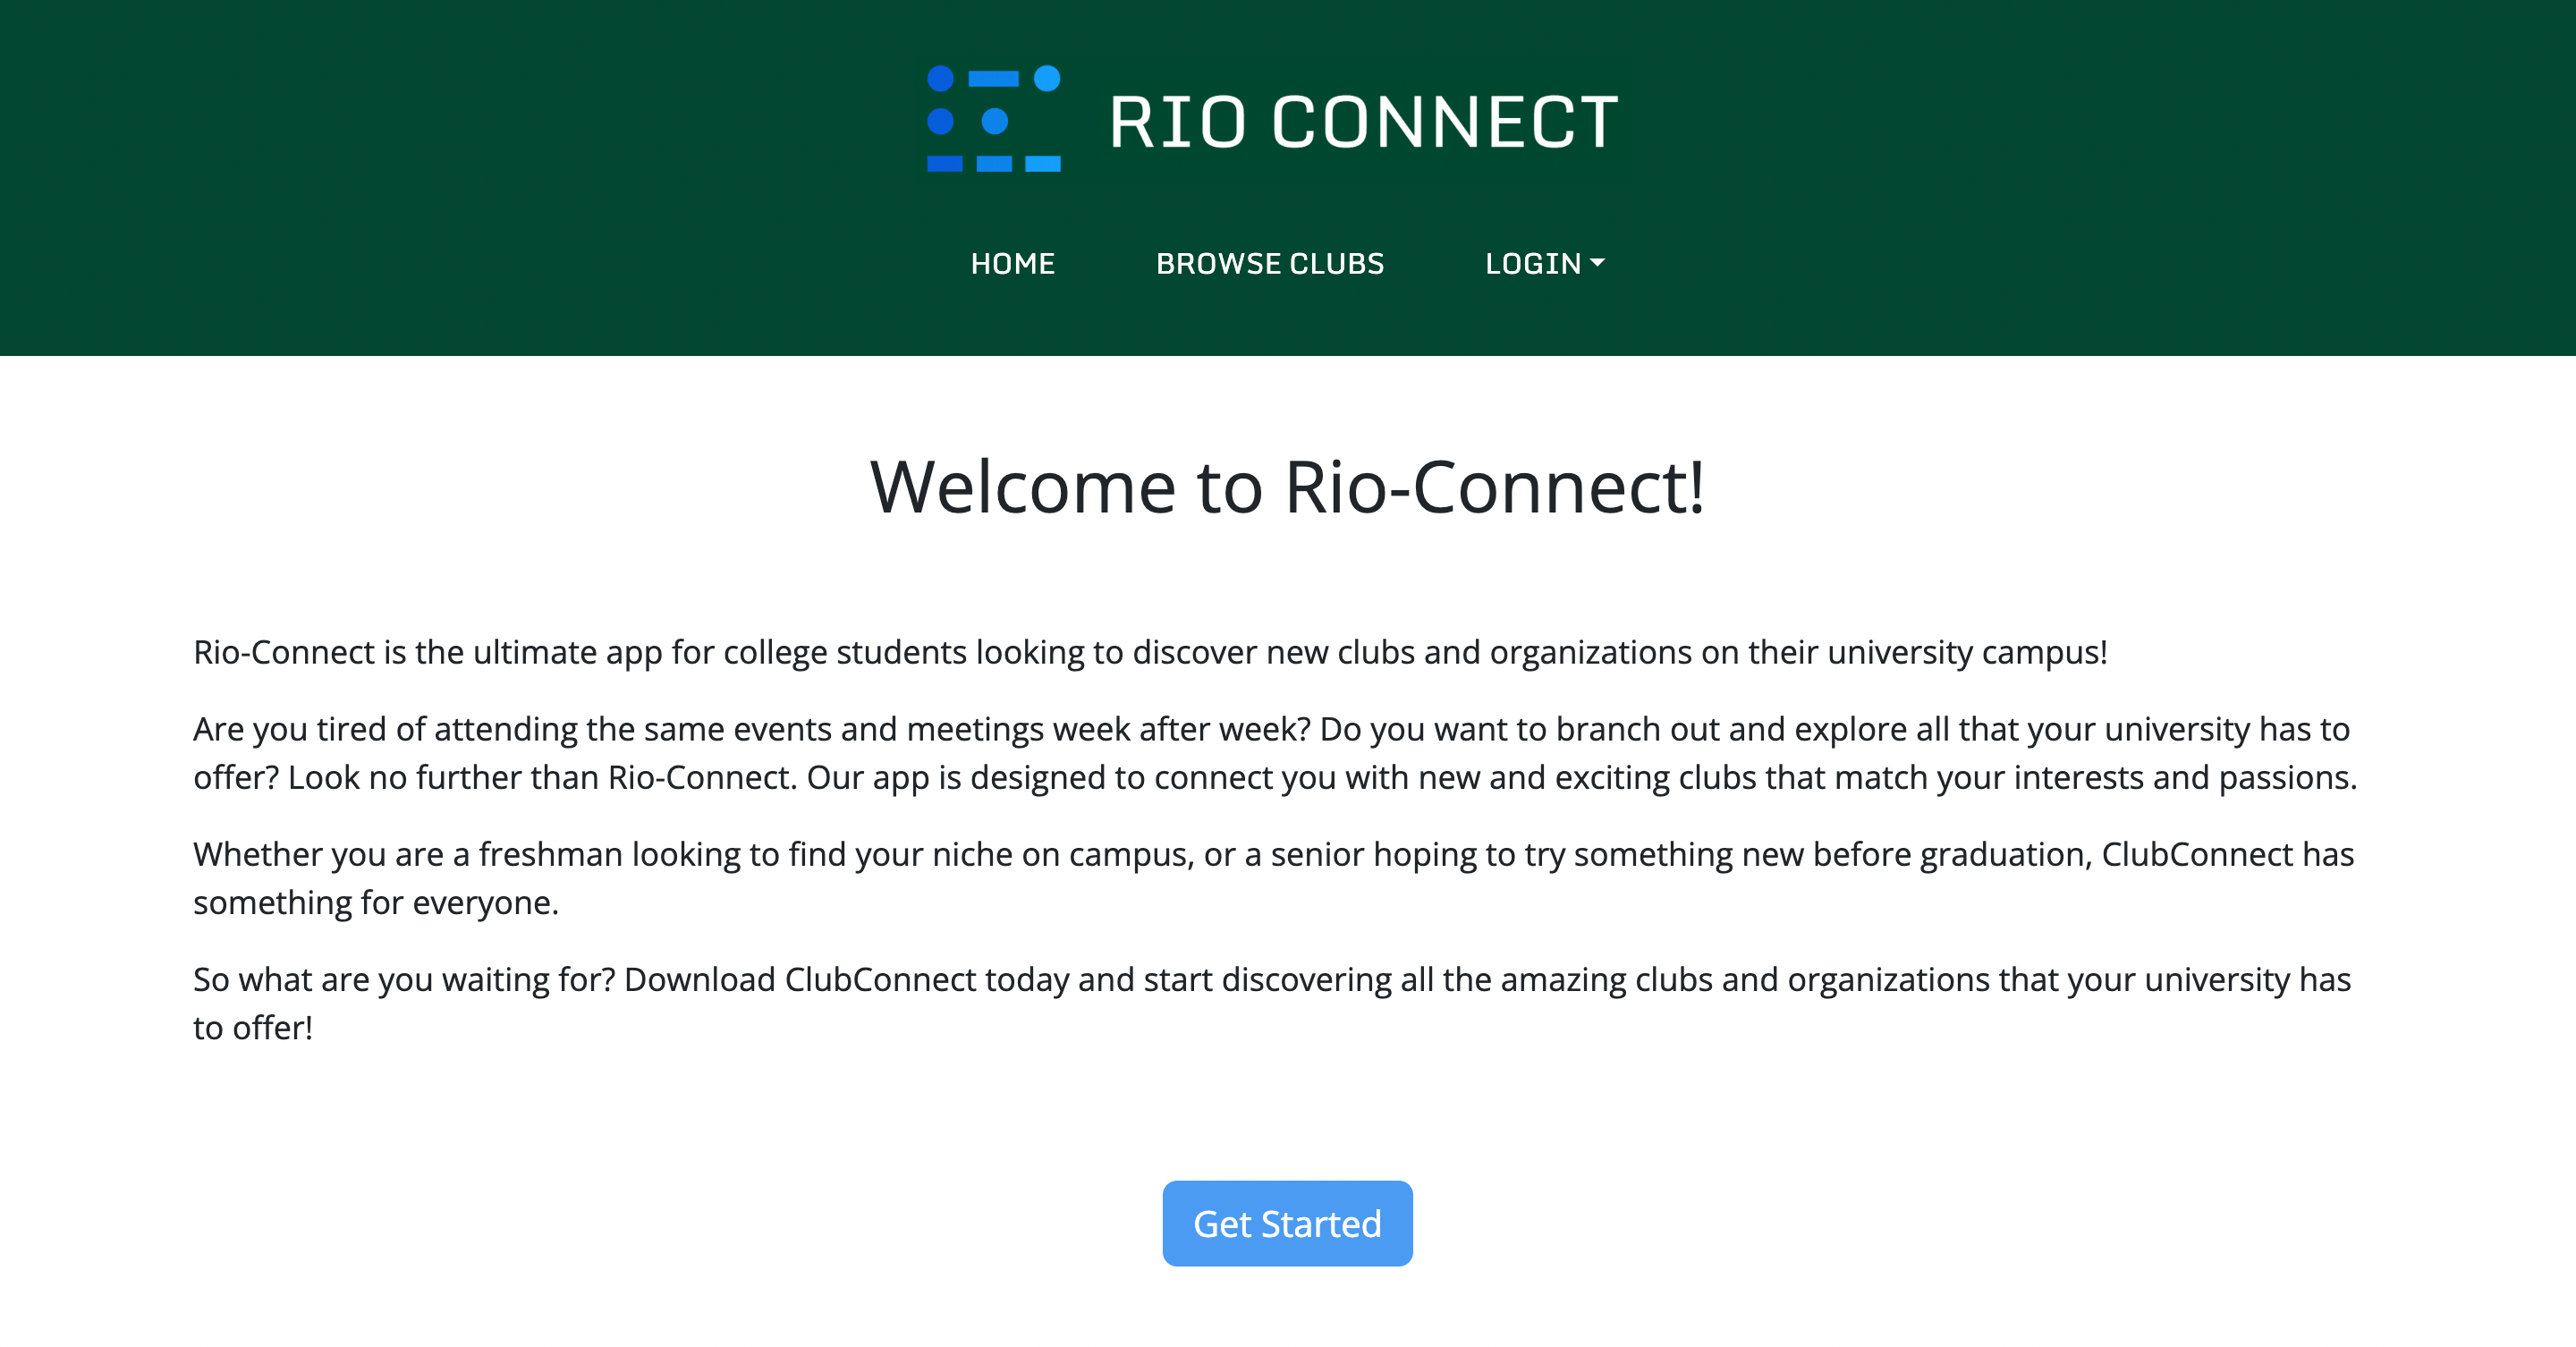 RIO CONNECT
HOME BROWSE CLUBS LOGIN
Welcome to Rio-Connect!
Rio-Connect is the ultimate app for college students looking to discover new clubs and organizations on their university campus!
Are you tired of attending the same events and meetings week after week? Do you want to branch out and explore all that your university has to
offer? Look no further than Rio-Connect. Our app is designed to connect you with new and exciting clubs that match your interests and passions.
Whether you are a freshman looking to find your niche on campus, or a senior hoping to try something new before graduation, ClubConnect has
something for everyone.
So what are you waiting for? Download ClubConnect today and start discovering all the amazing clubs and organizations that your university has
to offer!
Get Started